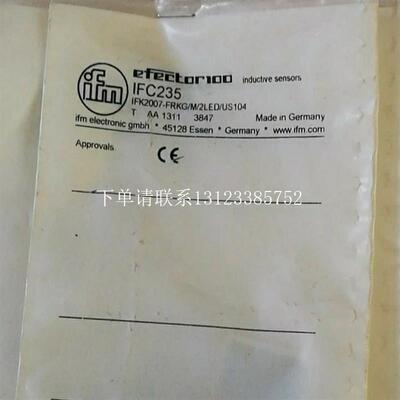 ifm
efector100 inductive sensors
IFC235
IFK2007-FRKG/M/2LED/US104
T AA 1311 3847 Made in Germany
ifm electronic gmbh * 45128 Essen * Germany * www.ifm.com
Approvals
CE
下单请联系13123385752